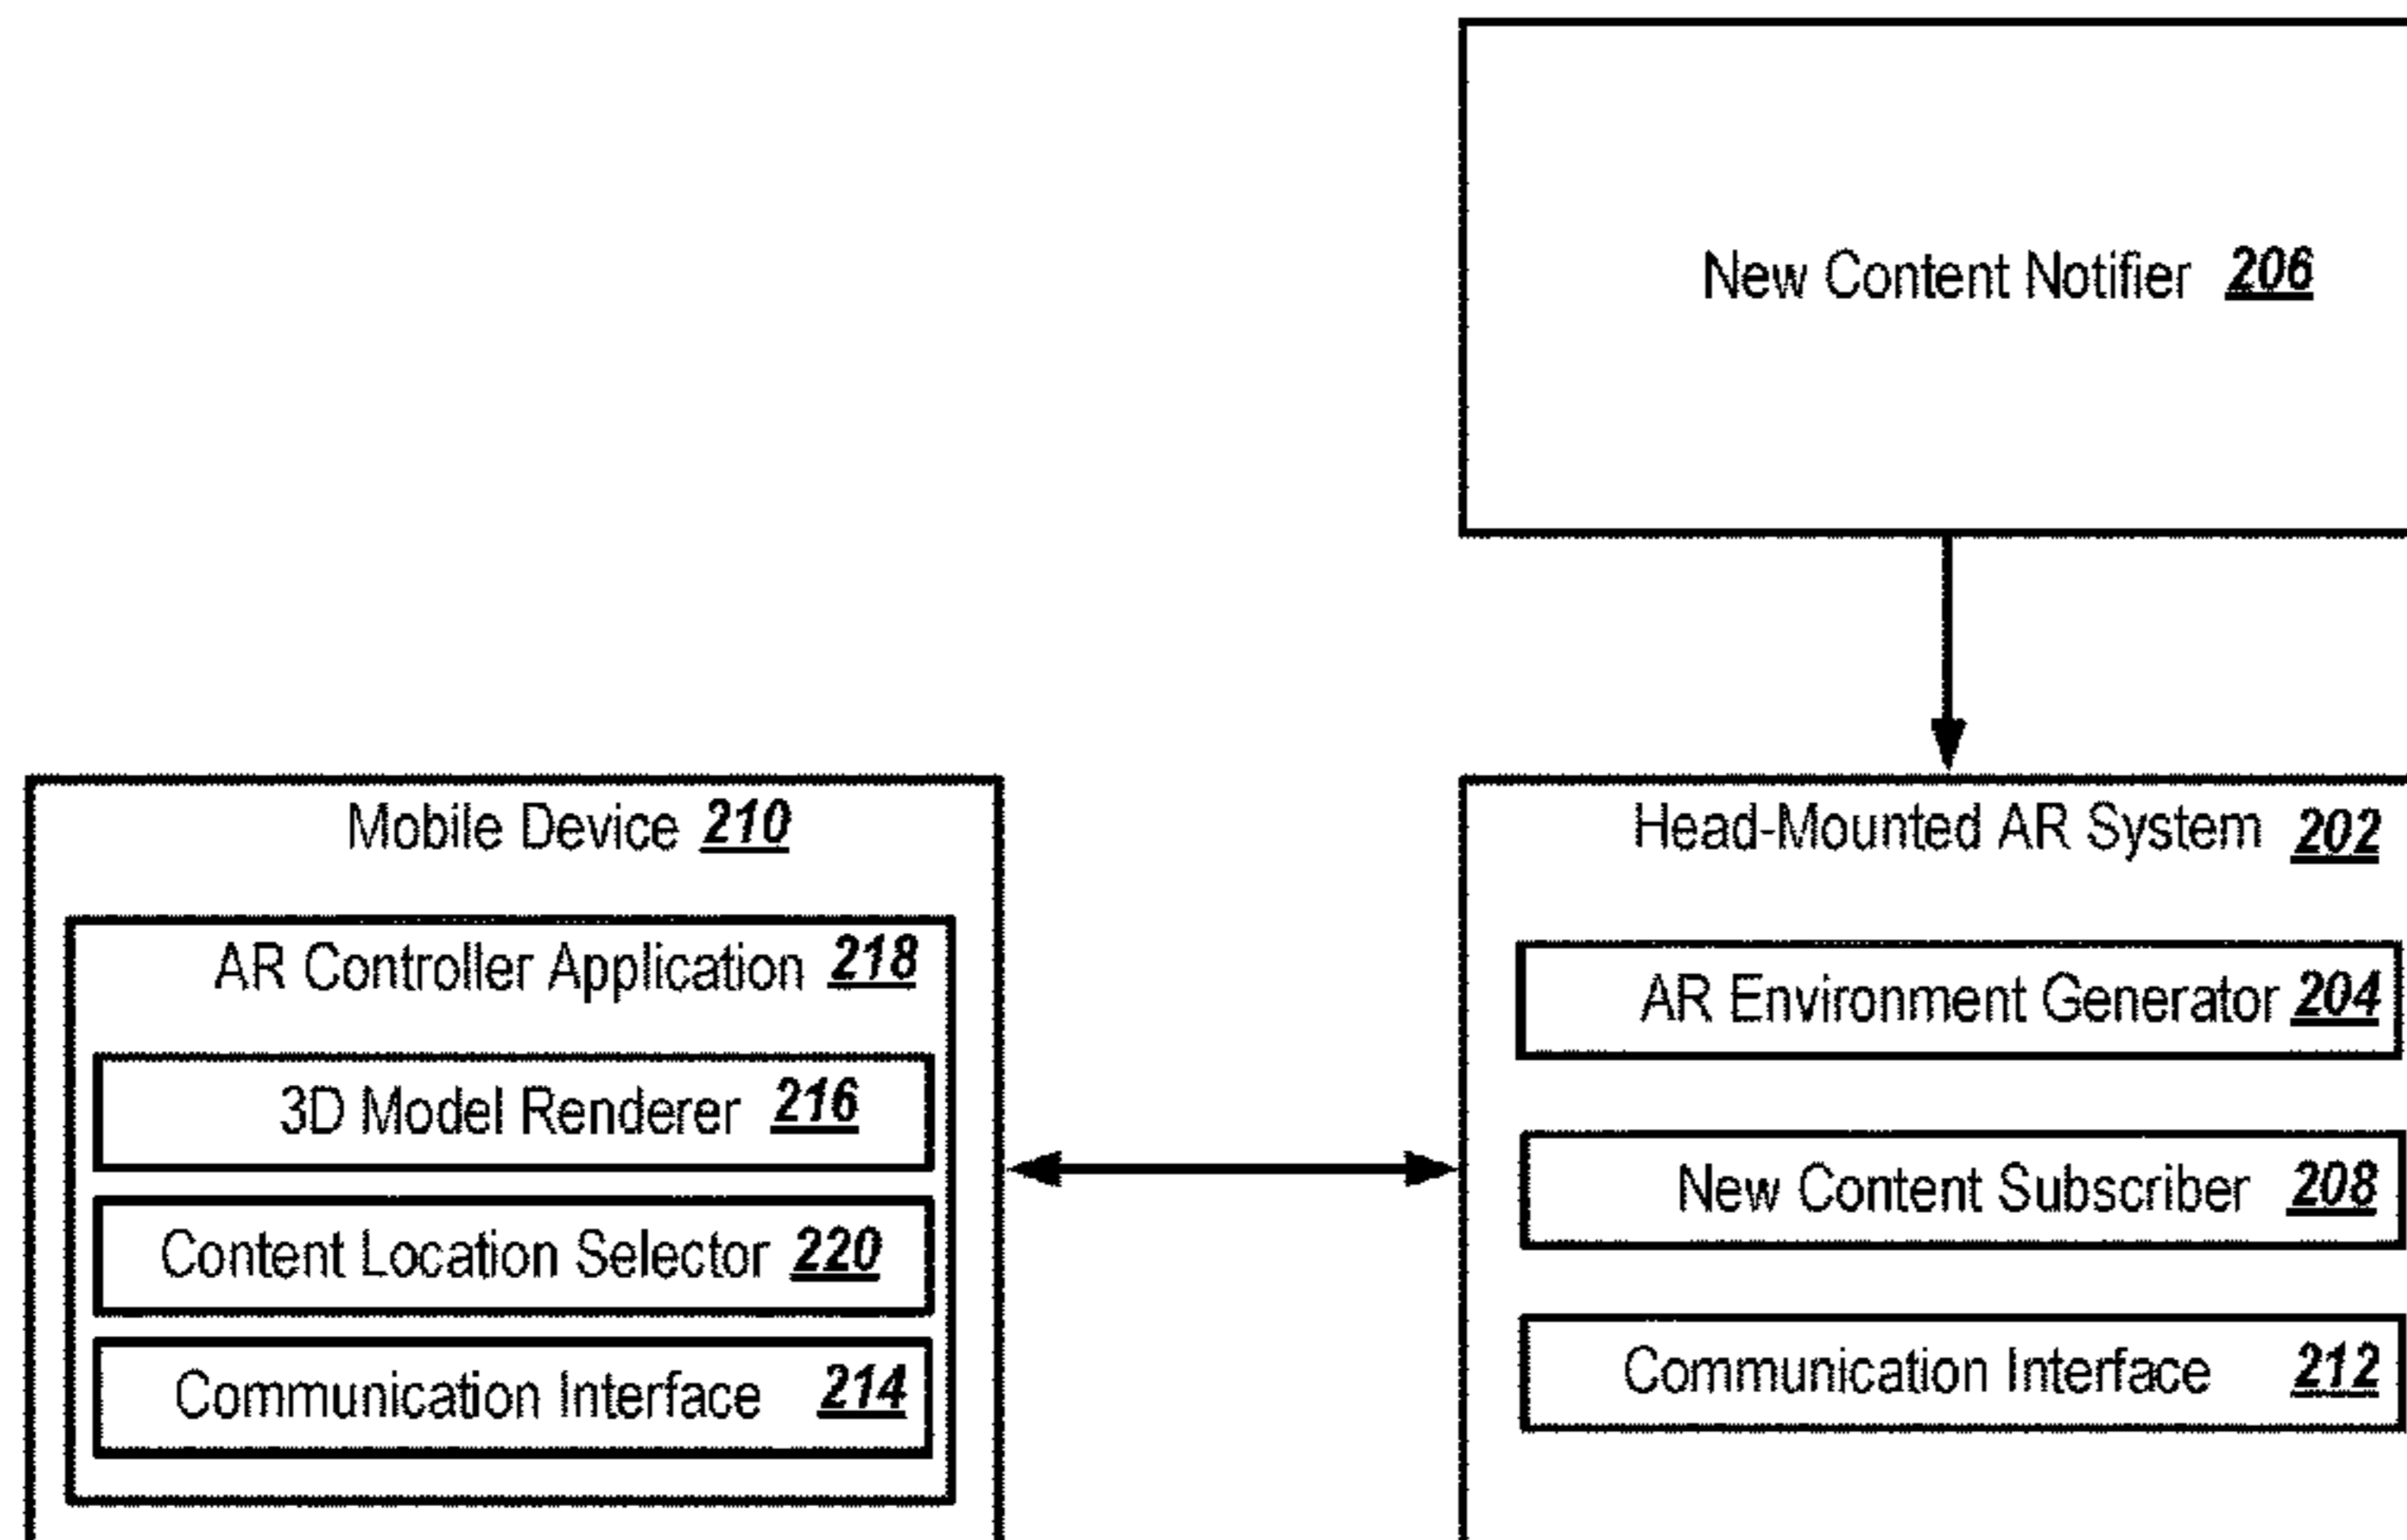 New Content Notifier 206
Mobile Device 210
AR Controller Application 218
3D Model Renderer 216
Content Location Selector 220
Communication Interface 214
Head-Mounted AR System 202
AR Environment Generator 204
New Content Subscriber 208
Communication Interface 212